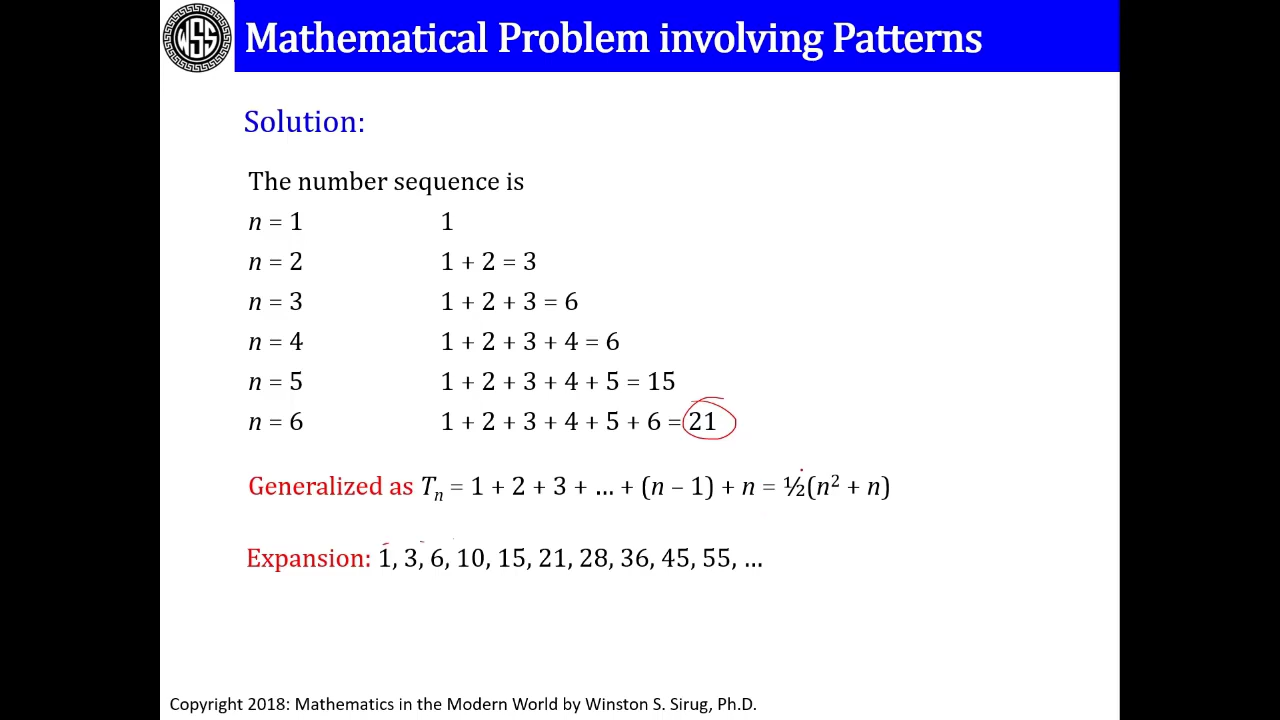 WSS
Mathematical Problem involving Patterns
Solution:
The number sequence is
n = 1 1
n = 2 1 + 2 = 3
n = 3 1 + 2 + 3 = 6
n = 4 1 + 2 + 3 + 4 = 6
n = 5 1 + 2 + 3 + 4 + 5 = 15
n = 6 1 + 2 + 3 + 4 + 5 + 6 = 21
Generalized as Tₙ = 1 + 2 + 3 + … + (n – 1) + n = ½(n² + n)
Expansion: 1, 3, 6, 10, 15, 21, 28, 36, 45, 55, …
Copyright 2018: Mathematics in the Modern World by Winston S. Sirug, Ph.D.